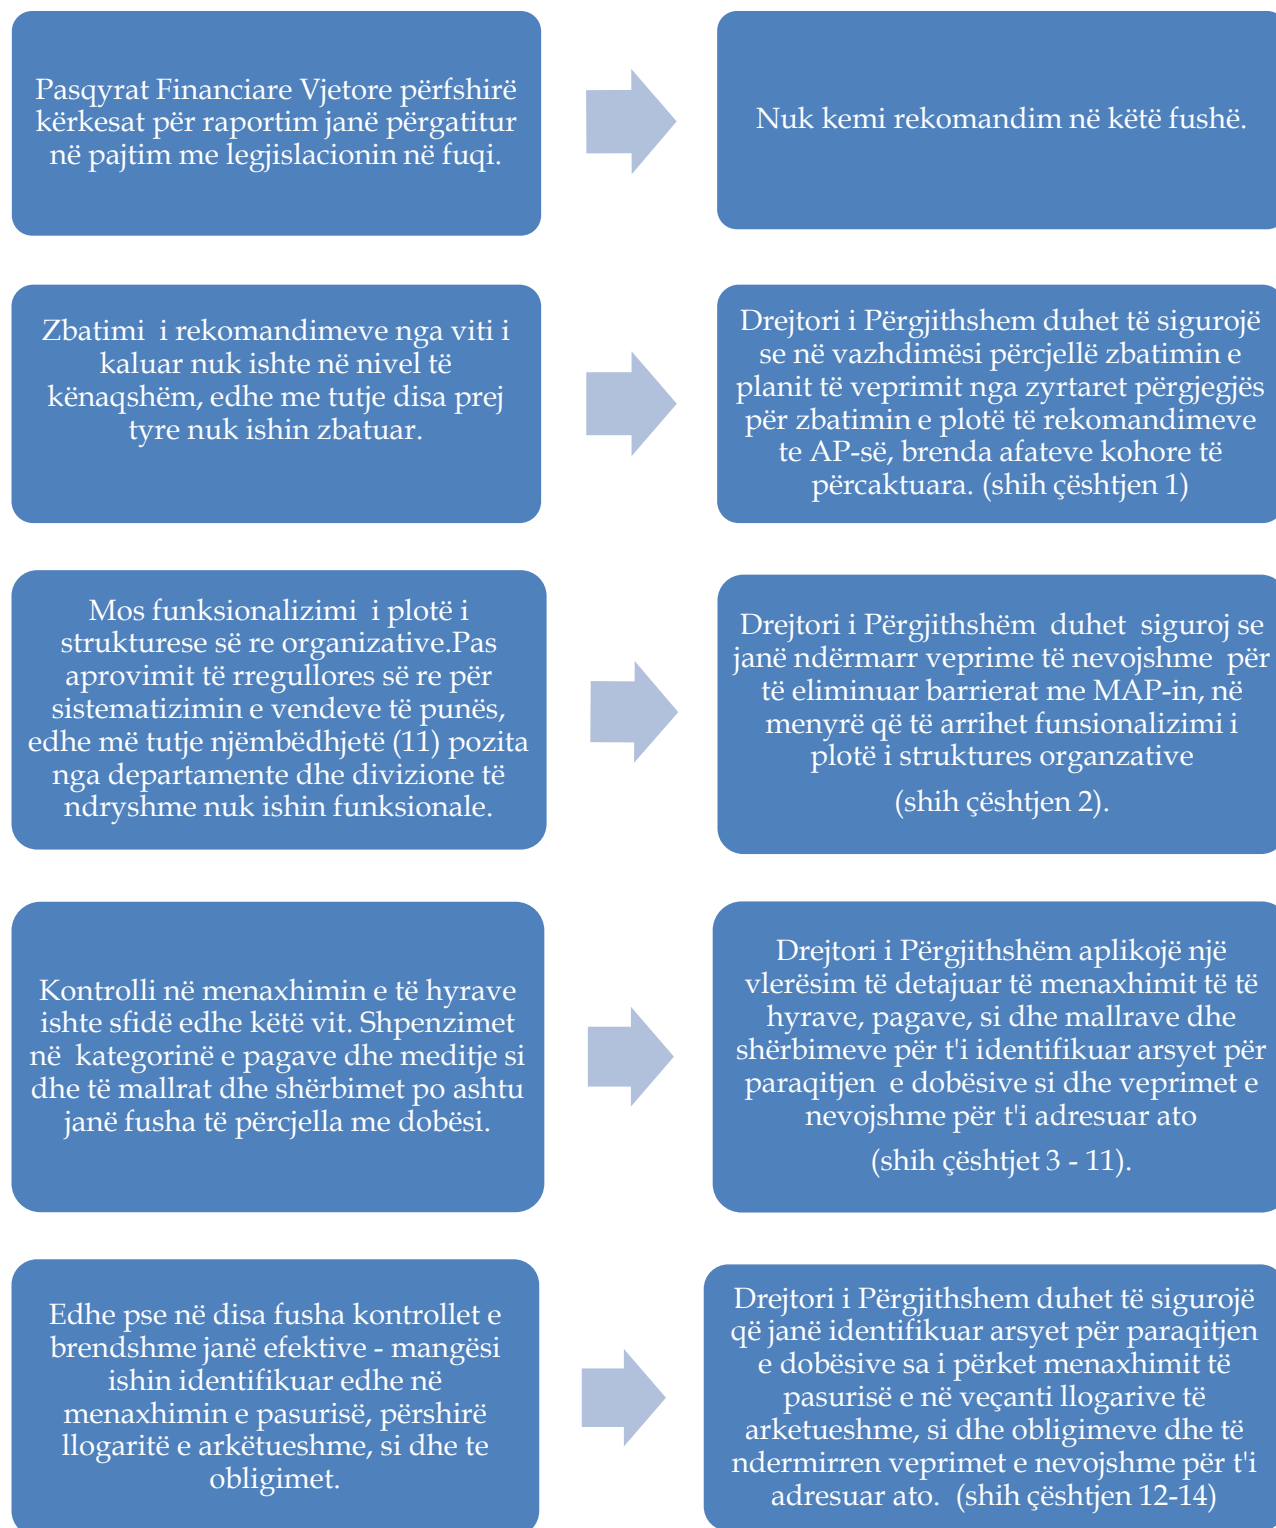 Pasqyrat Financiare Vjetore përfshirë
kërkesat për raportim janë përgatitur
në pajtim me legjislacionin në fuqi.
Nuk kemi rekomandim në këtë fushë.
Zbatimi i rekomandimeve nga viti i
kaluar nuk ishte në nivel të
kënaqshëm, edhe me tutje disa prej
tyre nuk ishin zbatuar.
Drejtori i Përgjithshem duhet të sigurojë
se në vazhdimësi përcjellë zbatimin e
planit të veprimit nga zyrtaret përgjegjës
për zbatimin e plotë të rekomandimeve
te AP-së, brenda afateve kohore të
përcaktuara. (shih çështjen 1)
Mos funksionalizimi i plotë i
strukturese së re organizative.Pas
aprovimit të rregullores së re për
sistematizimin e vendeve të punës,
edhe më tutje njëmbëdhjetë (11) pozita
nga departamente dhe divizione të
ndryshme nuk ishin funksionale.
Drejtori i Përgjithshëm duhet siguroj se
janë ndërmarr veprime të nevojshme për
të eliminuar barrierat me MAP-in, në
menyrë që të arrihet funsionalizimi i
plotë i struktures organzative
(shih çështjen 2).
Kontrolli në menaxhimin e të hyrave
ishte sfidë edhe këtë vit. Shpenzimet
në kategorinë e pagave dhe meditje si
dhe të mallrat dhe shërbimet po ashtu
janë fusha të përcjella me dobësi.
Drejtori i Përgjithshëm aplikojë një
vlerësim të detajuar të menaxhimit të të
hyrave, pagave, si dhe mallrave dhe
shërbimeve për t'i identifikuar arsyet për
paraqitjen e dobësive si dhe veprimet e
nevojshme për t'i adresuar ato
(shih çështjet 3 - 11).
Edhe pse në disa fusha kontrollet e
brendshme janë efektive - mangësi
ishin identifikuar edhe në
menaxhimin e pasurisë, përshirë
llogaritë e arkëtueshme, si dhe te
obligimet.
Drejtori i Përgjithshem duhet të sigurojë
që janë identifikuar arsyet për paraqitjen
e dobësive sa i përket menaxhimit të
pasurisë e në veçanti llogarive të
arketueshme, si dhe obligimeve dhe të
ndermirren veprimet e nevojshme për t'i
adresuar ato. (shih çështjen 12-14)